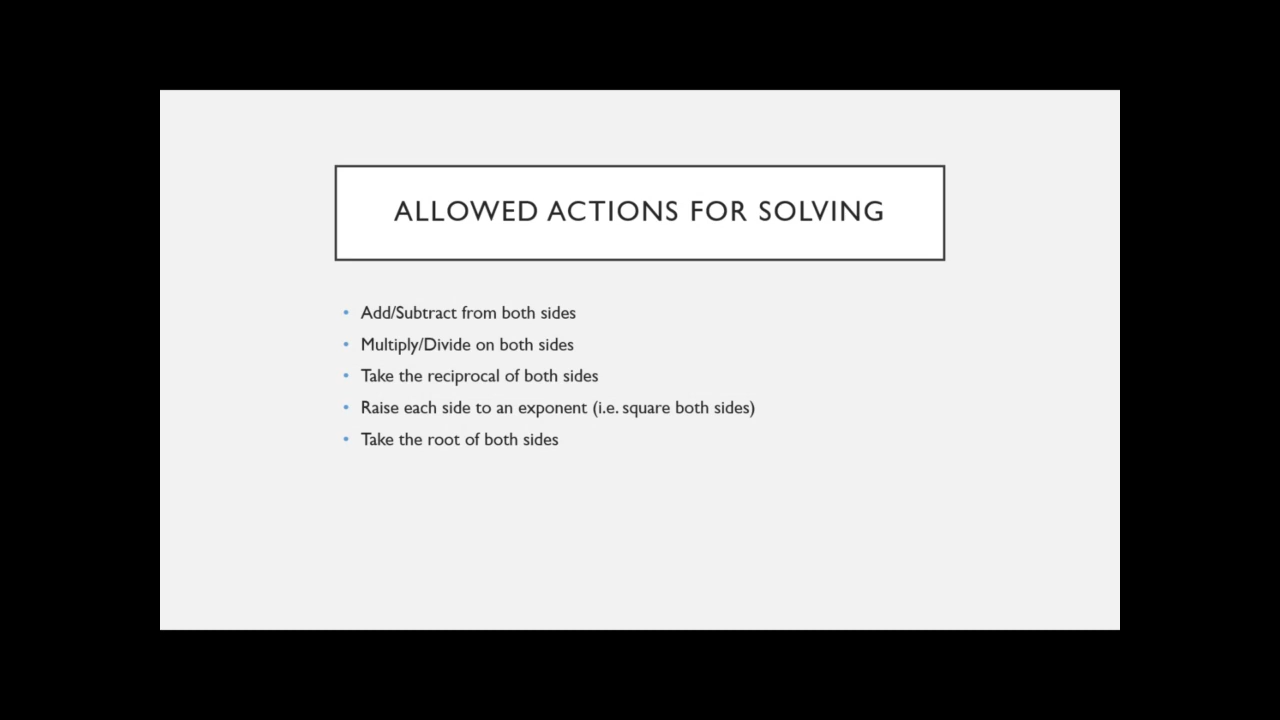 ALLOWED ACTIONS FOR SOLVING
• Add/Subtract from both sides
• Multiply/Divide on both sides
• Take the reciprocal of both sides
• Raise each side to an exponent (i.e. square both sides)
• Take the root of both sides